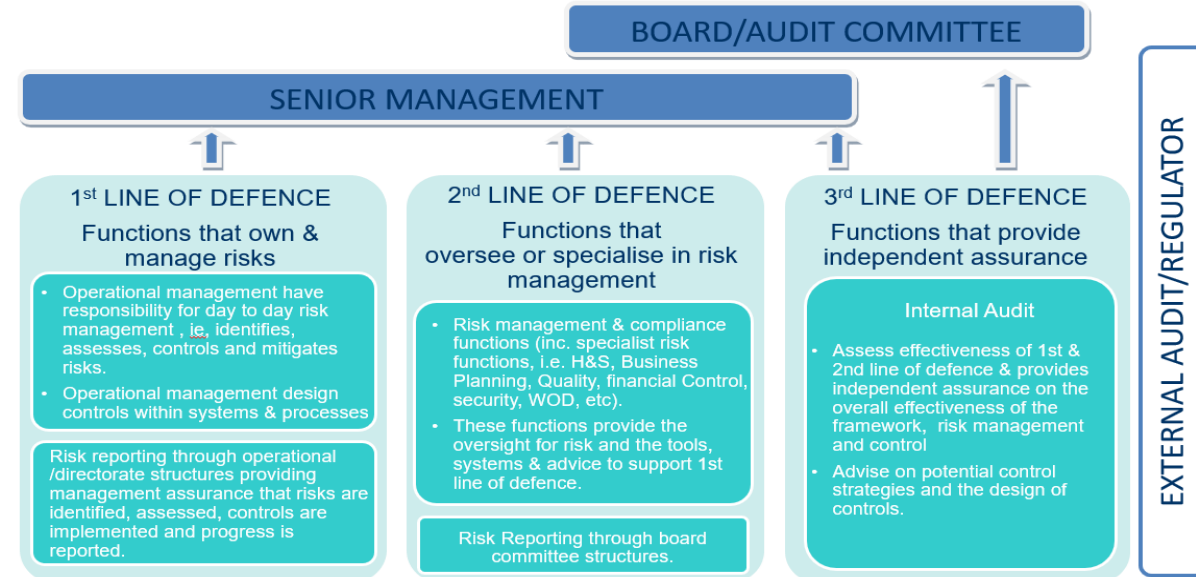 BOARD/AUDIT COMMITTEE
SENIOR MANAGEMENT
1st LINE OF DEFENCE
Functions that own &
manage risks
• Operational management have
responsibility for day to day risk
management , ie, identifies,
assesses, controls and mitigates
risks.
• Operational management design
controls within systems & processes
Risk reporting through operational
/directorate structures providing
management assurance that risks are
identified, assessed, controls are
implemented and progress is
reported.
2nd LINE OF DEFENCE
Functions that
oversee or specialise in risk
management
• Risk management & compliance
functions (inc. specialist risk
functions, i.e. H&S, Business
Planning, Quality, financial Control,
security, WOD, etc).
• These functions provide the
oversight for risk and the tools,
systems & advice to support 1st
line of defence.
Risk Reporting through board
committee structures.
3rd LINE OF DEFENCE
Functions that provide
independent assurance
Internal Audit
• Assess effectiveness of 1st &
2nd line of defence & provides
independent assurance on the
overall effectiveness of the
framework, risk management
and control
• Advise on potential control
strategies and the design of
controls.
EXTERNAL AUDIT/REGULATOR